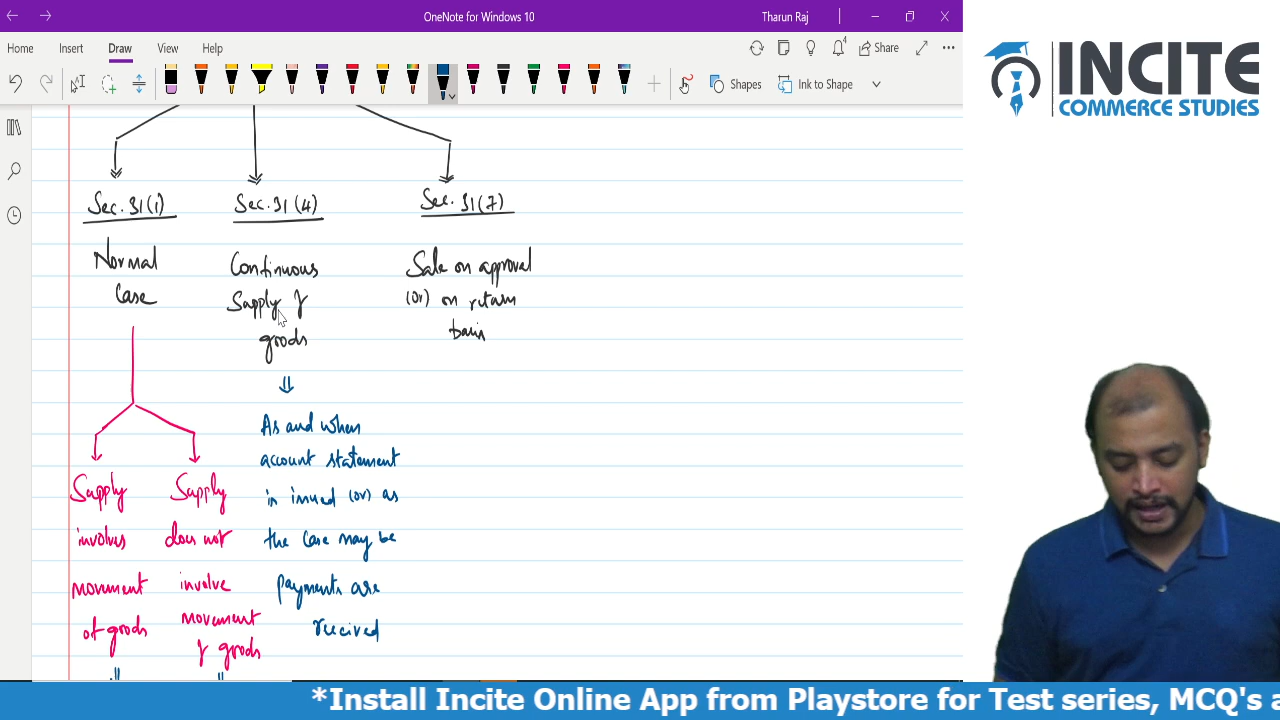 OneNote for Windows 10
Tharun Raj
Home Insert Draw View Help
4
Share
Shapes
Ink to Shape
INCITE
COMMERCE STUDIES
Sec. 31(1)
Normal
Case
Supply
involves
movement
of goods
Supply
does not
involve
movement
of goods
Sec. 31(4)
Continuous
Supply of
goods
As and when
account statement
is issued (or) as
the case may be
payments are
received
Sec. 31(7)
Sale on approval
(or) on return
basis
*Install Incite Online App from Playstore for Test series, MCQ's a